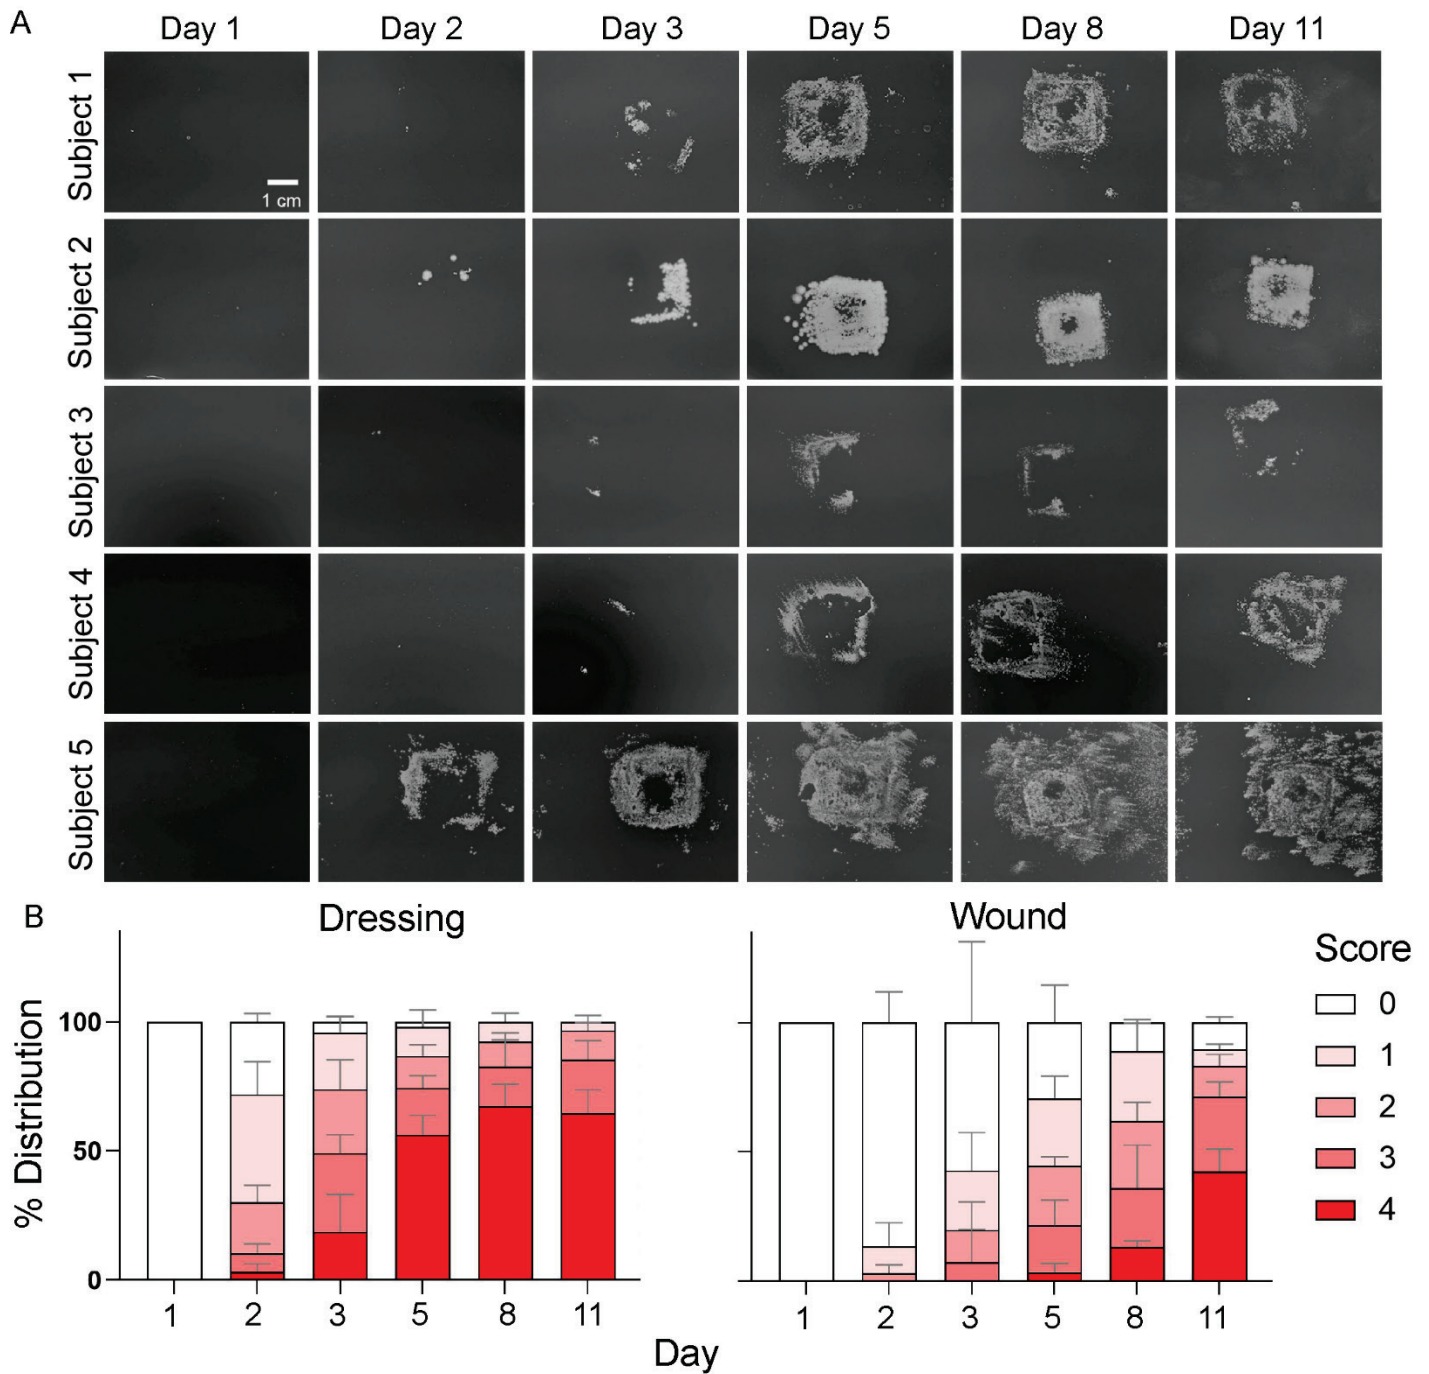 A
Day 1 Day 2 Day 3 Day 5 Day 8 Day 11
Subject 1
1 cm
Subject 2
Subject 3
Subject 4
Subject 5
B
Dressing
Wound
Score
0
1
2
3
4
% Distribution
100
50
0
1 2 3 5 8 11
1 2 3 5 8 11
Day